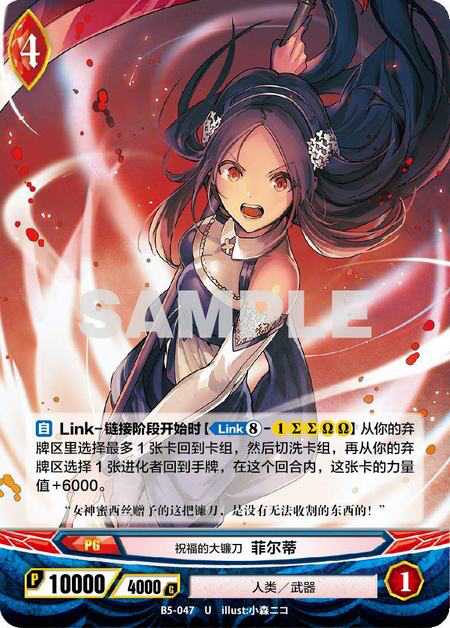 4
SAMPLE
自 Link-链接阶段开始时【Link8-1ΣΣΩΩ】从你的弃
牌区里选择最多1张卡回到卡组，然后切洗卡组，再从你的弃
牌区选择1张进化者回到手牌，在这个回合内，这张卡的力量
值+6000。
“女神蜜西丝赠予的这把镰刀，是没有无法收割的东西的！”
PG 祝福的大镰刀 菲尔蒂
P 10000 / 4000 G 人类／武器 1
B5-047 U illust:小森ニコ